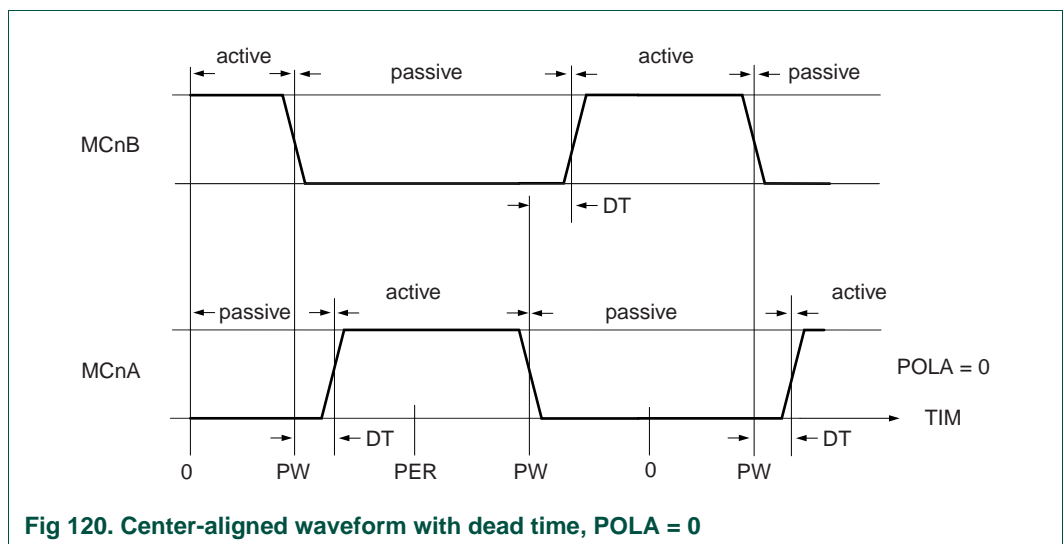 active passive active passive
MCnB
DT
passive active passive active
MCnA
POLA = 0
TIM
DT DT
0 PW PER PW 0 PW
Fig 120. Center-aligned waveform with dead time, POLA = 0